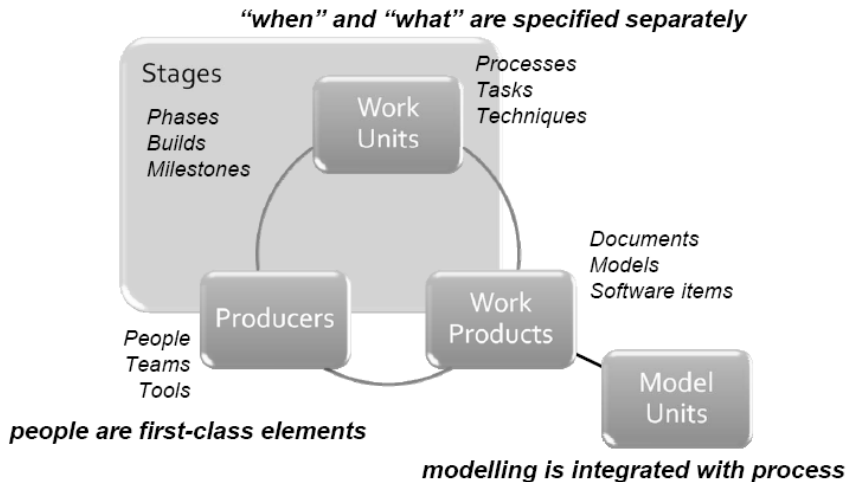 “when” and “what” are specified separately
Stages
Phases
Builds
Milestones
Work
Units
Processes
Tasks
Techniques
Documents
Models
Software items
Producers
Work
Products
People
Teams
Tools
Model
Units
people are first-class elements
modelling is integrated with process